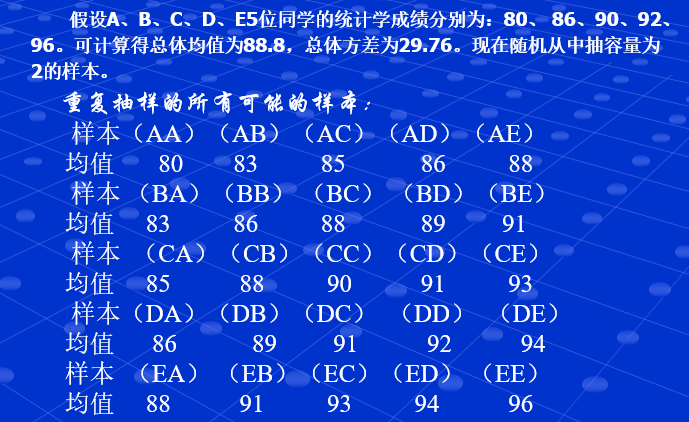 假设A、B、C、D、E5位同学的统计学成绩分别为：80、86、90、92、
96。可计算得总体均值为88.8，总体方差为29.76。现在随机从中抽容量为
2的样本。
重复抽样的所有可能的样本：
样本（AA）（AB）（AC）（AD）（AE）
均值 80 83 85 86 88
样本（BA）（BB）（BC）（BD）（BE）
均值 83 86 88 89 91
样本（CA）（CB）（CC）（CD）（CE）
均值 85 88 90 91 93
样本（DA）（DB）（DC）（DD）（DE）
均值 86 89 91 92 94
样本（EA）（EB）（EC）（ED）（EE）
均值 88 91 93 94 96